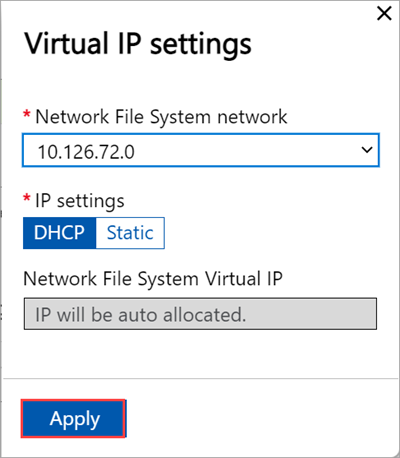 Virtual IP settings
* Network File System network
10.126.72.0
* IP settings
DHCP Static
Network File System Virtual IP
IP will be auto allocated.
Apply